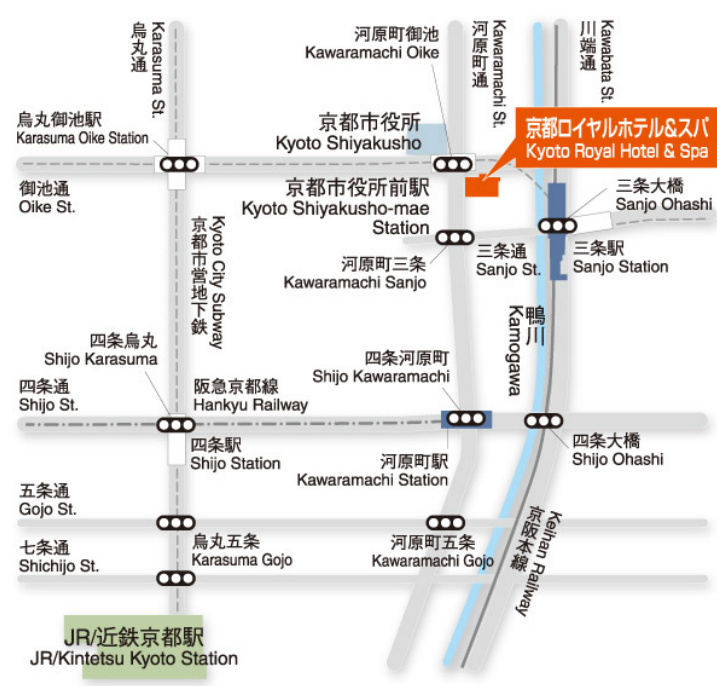 烏丸通
Karasuma St.
河原町御池
Kawaramachi Oike
河原町通
Kawaramachi St.
川端通
Kawabata St.
烏丸御池駅
Karasuma Oike Station
京都市役所
Kyoto Shiyakusho
京都ロイヤルホテル&スパ
Kyoto Royal Hotel & Spa
御池通
Oike St.
京都市役所前駅
Kyoto Shiyakusho-mae
Station
三条大橋
Sanjo Ohashi
京都市営地下鉄
Kyoto City Subway
河原町三条
Kawaramachi Sanjo
三条通
Sanjo St.
三条駅
Sanjo Station
鴨川
Kamogawa
四条烏丸
Shijo Karasuma
四条河原町
Shijo Kawaramachi
四条通
Shijo St.
阪急京都線
Hankyu Railway
四条駅
Shijo Station
河原町駅
Kawaramachi Station
四条大橋
Shijo Ohashi
五条通
Gojo St.
烏丸五条
Karasuma Gojo
河原町五条
Kawaramachi Gojo
京阪本線
Keihan Railway
七条通
Shichijo St.
JR/近鉄京都駅
JR/Kintetsu Kyoto Station